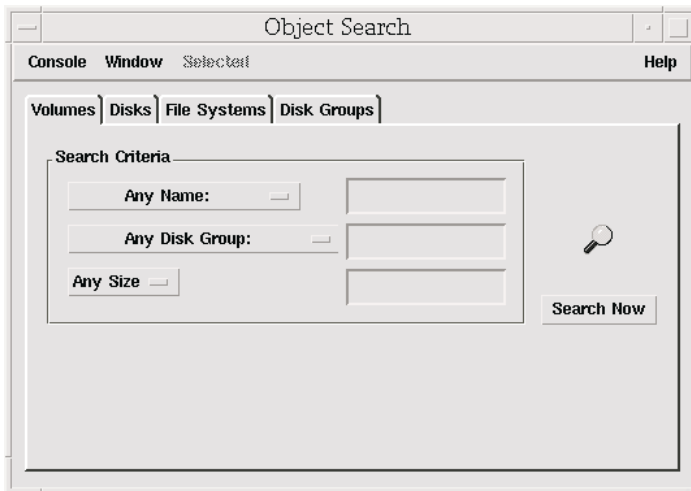 Object Search
Console Window Selected Help
Volumes Disks File Systems Disk Groups
Search Criteria
Any Name:
Any Disk Group:
Any Size
Search Now